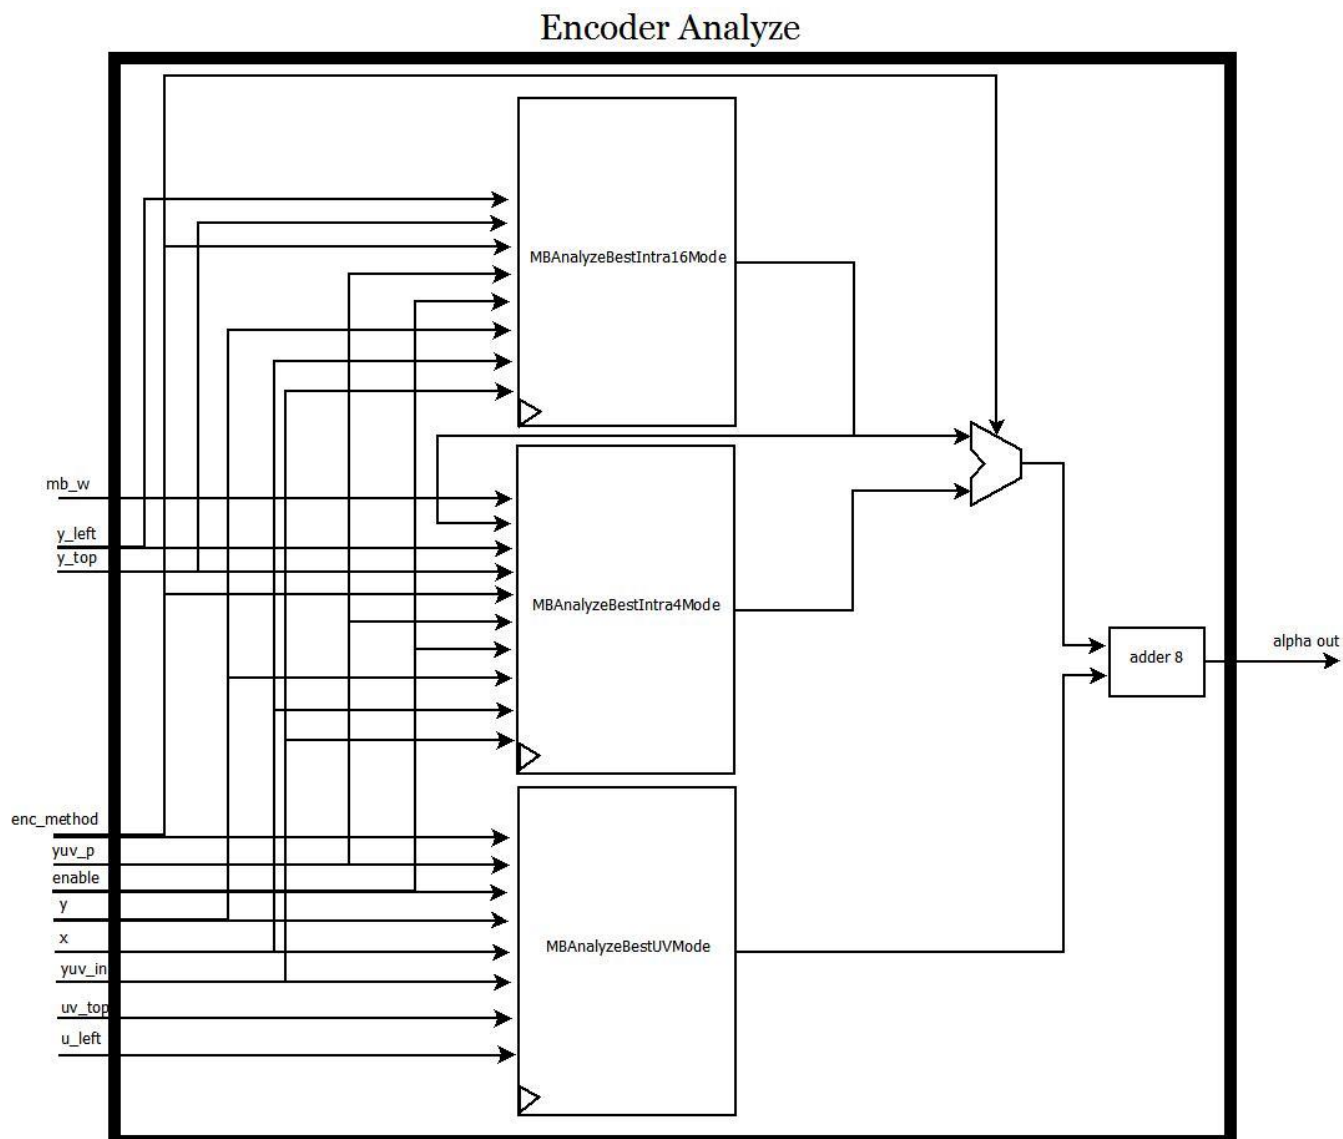 Encoder Analyze
MBAnalyzeBestIntra16Mode
mb_w
y_left
y_top
MBAnalyzeBestIntra4Mode
alpha out
adder 8
enc_method
yuv_p
enable
y
x
MBAnalyzeBestUVMode
yuv_in
uv_top
u_left